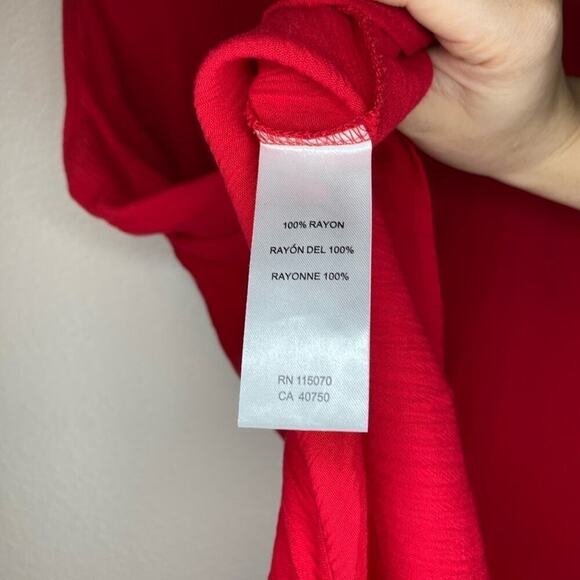 100% RAYON
RAYÓN DEL 100%
RAYONNE 100%
RN 115070
CA 40750